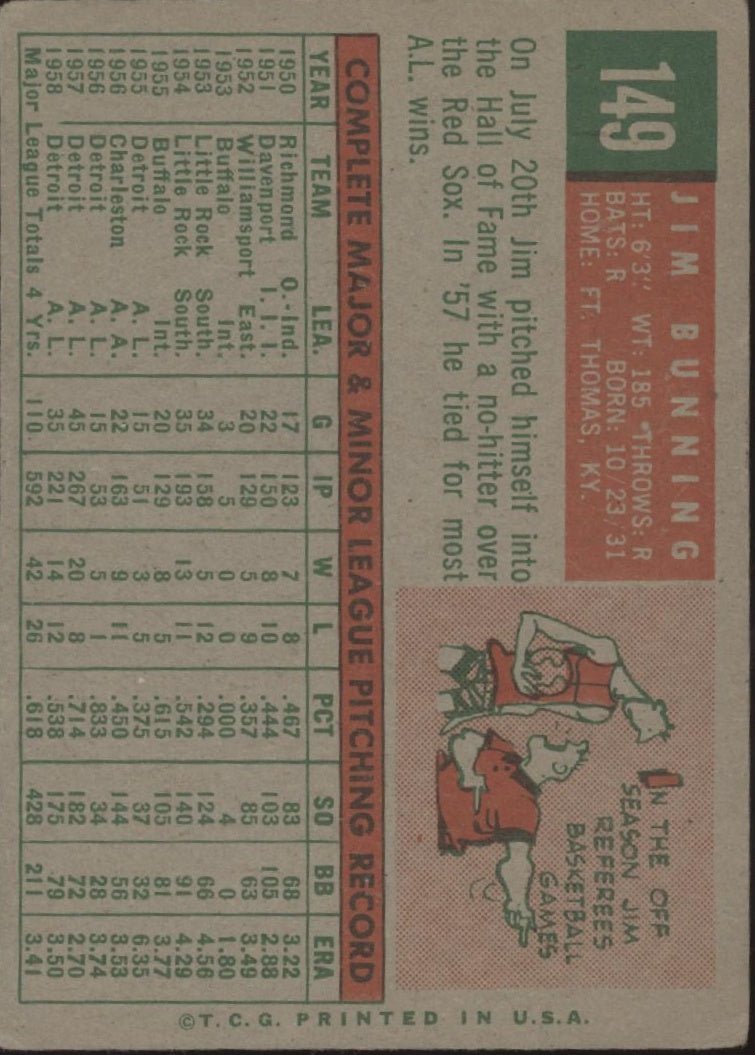 149
JIM BUNNING
HT: 6'3" WT: 185 THROWS: R
BATS: R BORN: 10/23/31
HOME: FT. THOMAS, KY.
On July 20th Jim pitched himself into
the Hall of Fame with a no-hitter over
the Red Sox. In '57 he tied for most
A.L. wins.
IN THE OFF
SEASON JIM
REFEREES
BASKETBALL
GAMES
COMPLETE MAJOR & MINOR LEAGUE PITCHING RECORD
YEAR TEAM LEA. G IP W L PCT SO BB ERA
1950 Richmond O.-Ind. 17 123 7 8 .467 83 68 3.22
1951 Davenport I.I.I. 22 150 8 10 .444 103 105 2.88
1952 Williamsport East. 20 129 5 9 .357 85 63 3.49
1953 Buffalo Int. 3 5 0 0 .000 4 0 1.80
1953 Little Rock South. 34 158 5 12 .294 124 66 4.56
1954 Little Rock South. 35 193 13 11 .542 140 91 4.29
1955 Buffalo Int. 20 129 8 5 .615 105 81 3.77
1955 Detroit A. L. 15 51 3 5 .375 37 32 6.35
1956 Charleston A. A. 22 163 9 11 .450 144 56 3.53
1956 Detroit A. L. 15 53 5 1 .833 34 28 3.74
1957 Detroit A. L. 45 267 20 8 .714 182 72 2.70
1958 Detroit A. L. 35 221 14 12 .538 175 79 3.50
Major League Totals 4 Yrs. 110 592 42 26 .618 428 211 3.41
©T.C.G. PRINTED IN U.S.A.